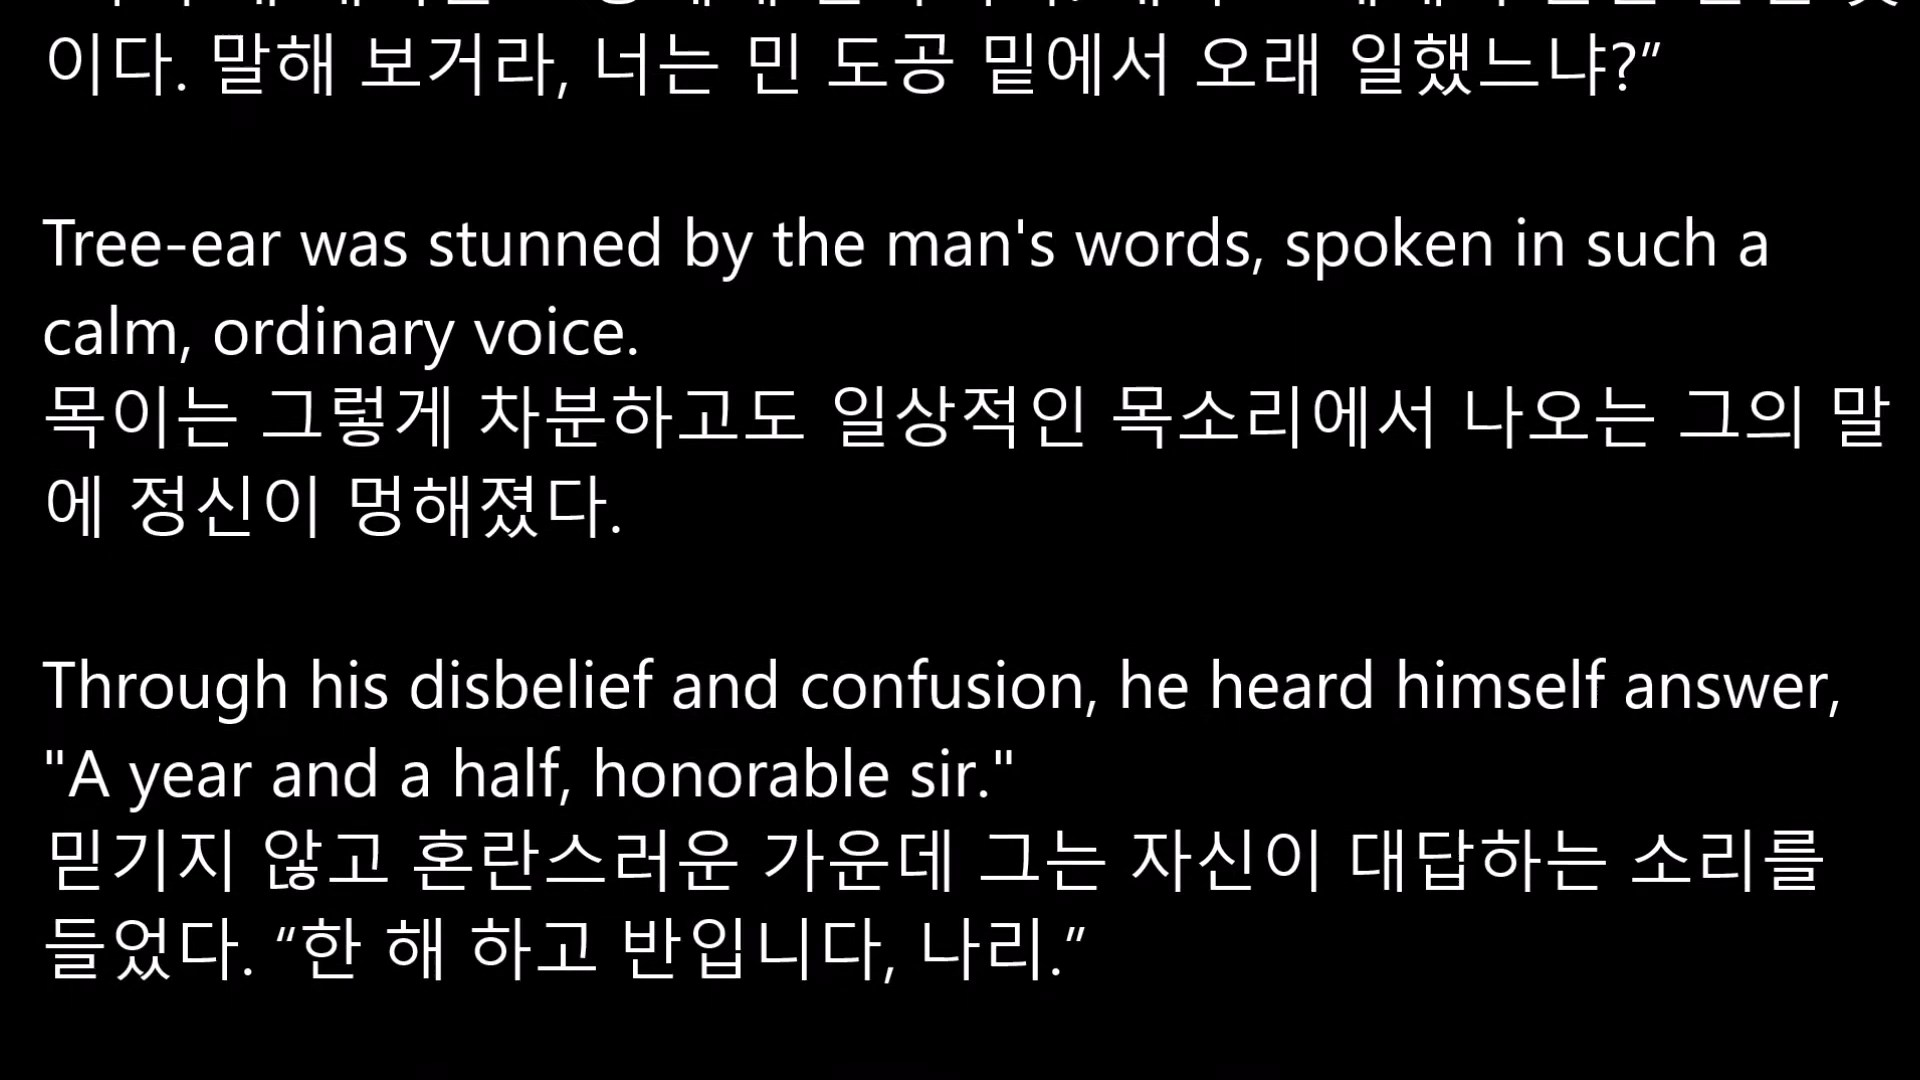 이다. 말해 보거라, 너는 민 도공 밑에서 오래 일했느냐?”
Tree-ear was stunned by the man's words, spoken in such a
calm, ordinary voice.
목이는 그렇게 차분하고도 일상적인 목소리에서 나오는 그의 말
에 정신이 멍해졌다.
Through his disbelief and confusion, he heard himself answer,
"A year and a half, honorable sir."
믿기지 않고 혼란스러운 가운데 그는 자신이 대답하는 소리를
들었다. “한 해 하고 반입니다, 나리.”